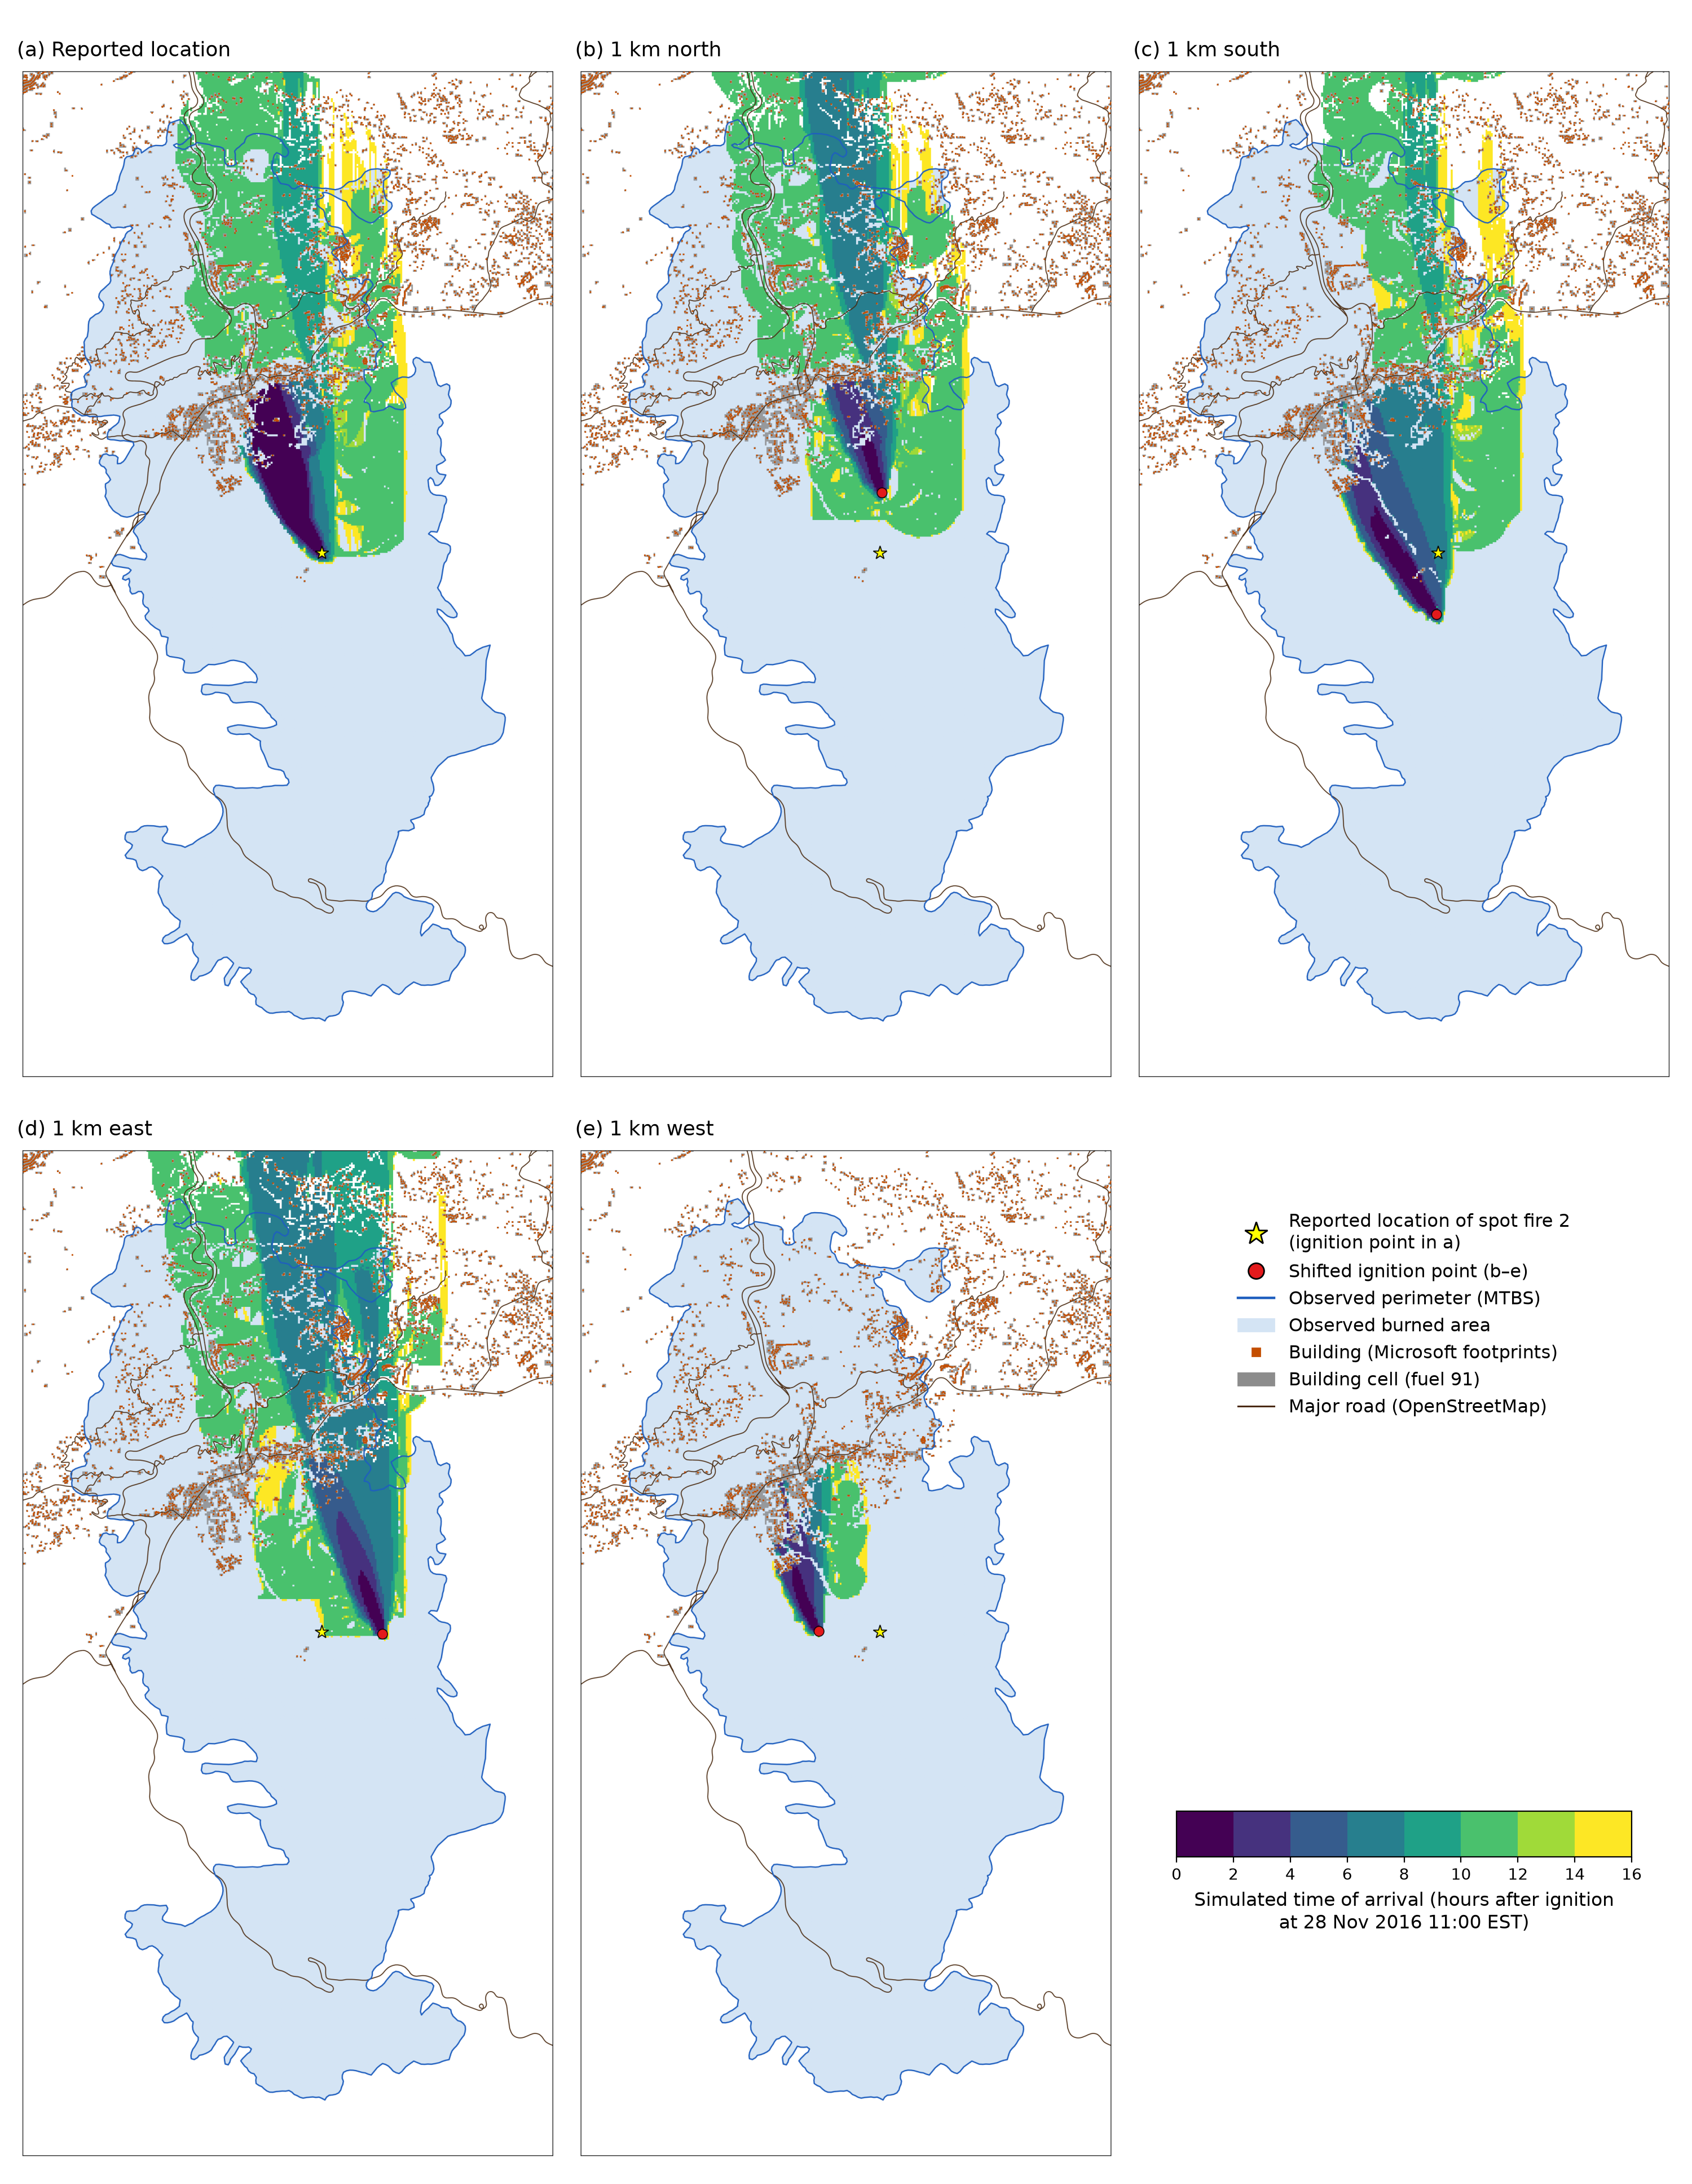 (a) Reported location
(b) 1 km north
(c) 1 km south
(d) 1 km east
(e) 1 km west
Reported location of spot fire 2
(ignition point in a)
Shifted ignition point (b–e)
Observed perimeter (MTBS)
Observed burned area
Building (Microsoft footprints)
Building cell (fuel 91)
Major road (OpenStreetMap)
0 2 4 6 8 10 12 14 16
Simulated time of arrival (hours after ignition
at 28 Nov 2016 11:00 EST)